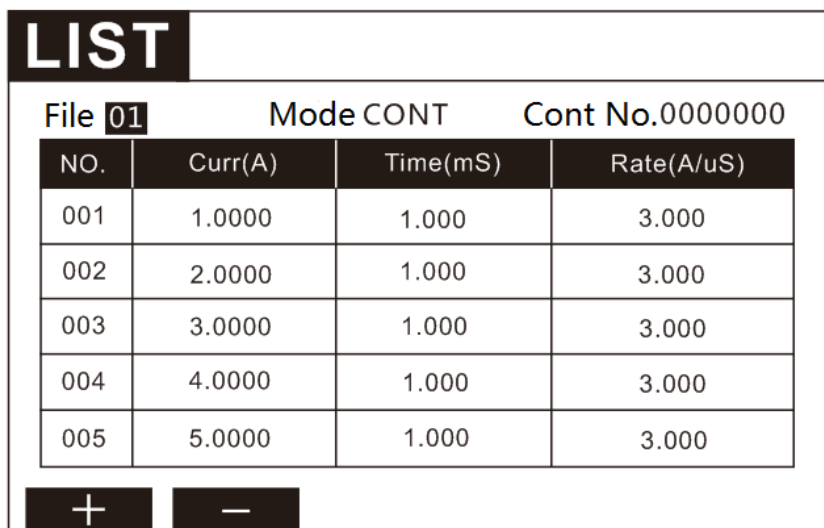 LIST
File 01 Mode CONT Cont No.0000000
NO. Curr(A) Time(mS) Rate(A/uS)
001 1.0000 1.000 3.000
002 2.0000 1.000 3.000
003 3.0000 1.000 3.000
004 4.0000 1.000 3.000
005 5.0000 1.000 3.000
+ −